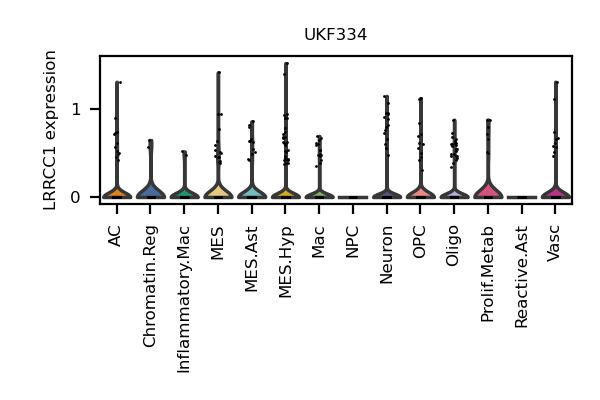 UKF334
LRRCC1 expression
1
0
AC
Chromatin.Reg
Inflammatory.Mac
MES
MES.Ast
MES.Hyp
Mac
NPC
Neuron
OPC
Oligo
Prolif.Metab
Reactive.Ast
Vasc